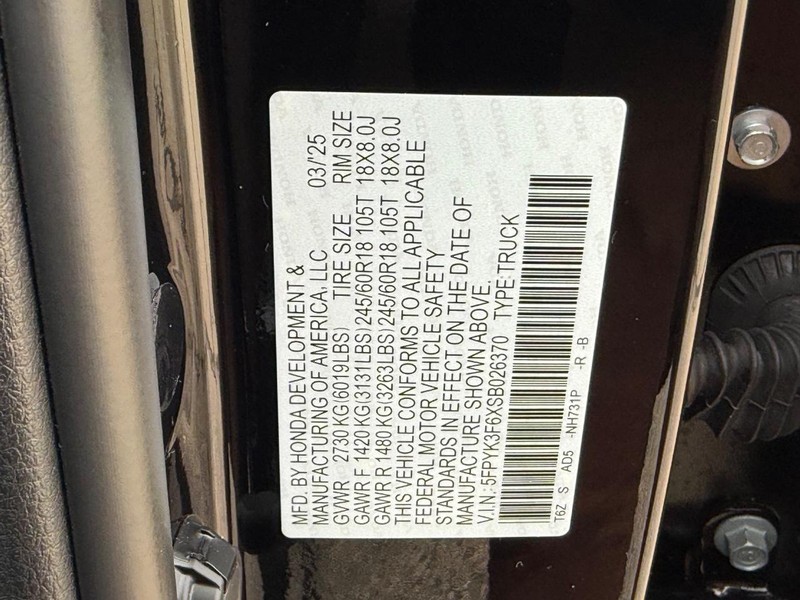 MFD. BY HONDA DEVELOPMENT &
MANUFACTURING OF AMERICA, LLC 03/'25
GVWR 2730 KG(6019LBS) TIRE SIZE RIM SIZE
GAWR F 1420 KG(3131LBS) 245/60R18 105T 18X8.0J
GAWR R 1480 KG(3263LBS) 245/60R18 105T 18X8.0J
THIS VEHICLE CONFORMS TO ALL APPLICABLE
FEDERAL MOTOR VEHICLE SAFETY
STANDARDS IN EFFECT ON THE DATE OF
MANUFACTURE SHOWN ABOVE.
V.I.N.: 5FPYK3F6XSB026370 TYPE:TRUCK
T6Z S AD5 -NH731P -R -B